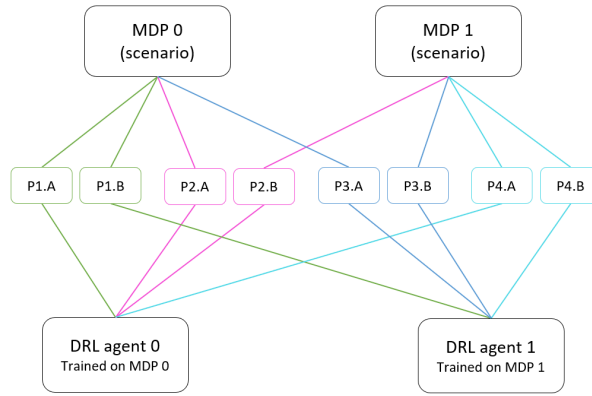 MDP 0
(scenario)
MDP 1
(scenario)
P1.A
P1.B
P2.A
P2.B
P3.A
P3.B
P4.A
P4.B
DRL agent 0
Trained on MDP 0
DRL agent 1
Trained on MDP 1